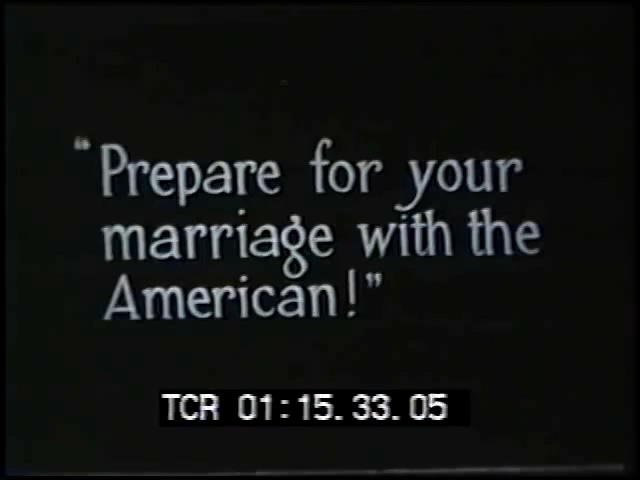 "Prepare for your
marriage with the
American!"
TCR 01:15.33.05